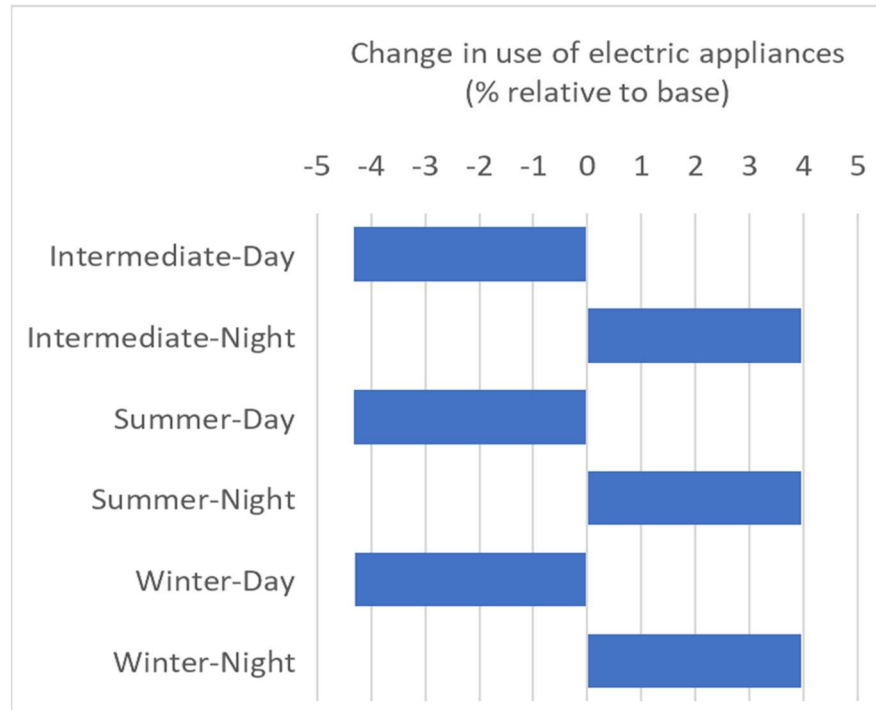 Change in use of electric appliances
(% relative to base)
-5 -4 -3 -2 -1 0 1 2 3 4 5
Intermediate-Day
Intermediate-Night
Summer-Day
Summer-Night
Winter-Day
Winter-Night